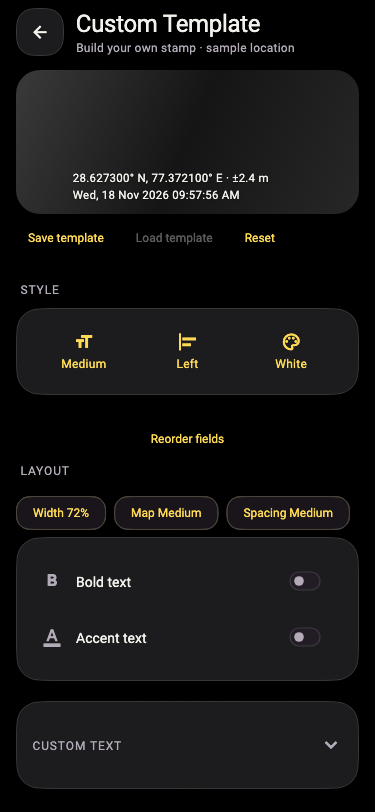 Custom Template
Build your own stamp · sample location
28.627300° N, 77.372100° E · ±2.4 m
Wed, 18 Nov 2026 09:57:56 AM
Save template Load template Reset
STYLE
Medium Left White
Reorder fields
LAYOUT
Width 72% Map Medium Spacing Medium
B Bold text
A Accent text
CUSTOM TEXT